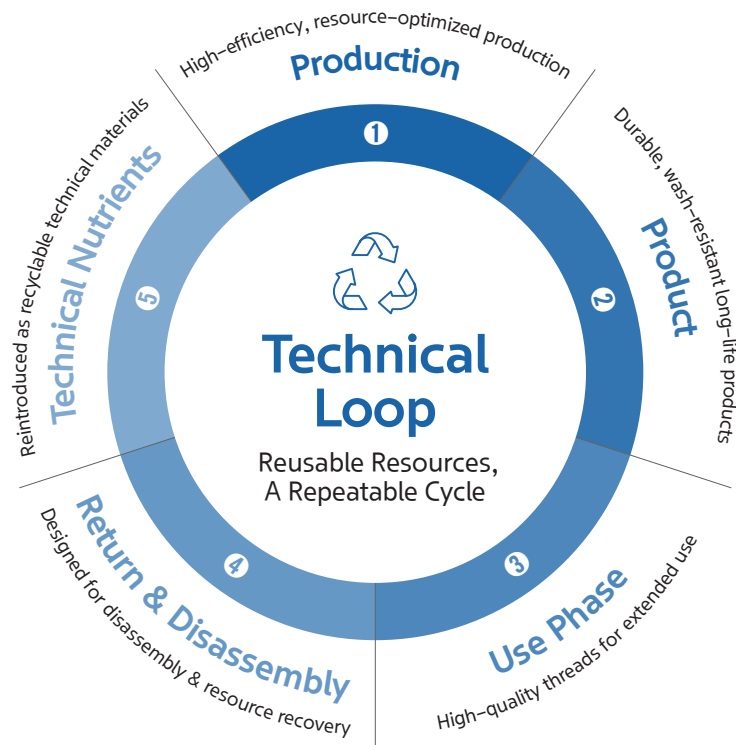 High-efficiency, resource-optimized production
Production
1
Durable, wash-resistant long-life products
Product
2
Use Phase
High-quality threads for extended use
3
Return & Disassembly
Designed for disassembly & resource recovery
4
Reintroduced as recyclable technical materials
Technical Nutrients
5
Technical
Loop
Reusable Resources,
A Repeatable Cycle